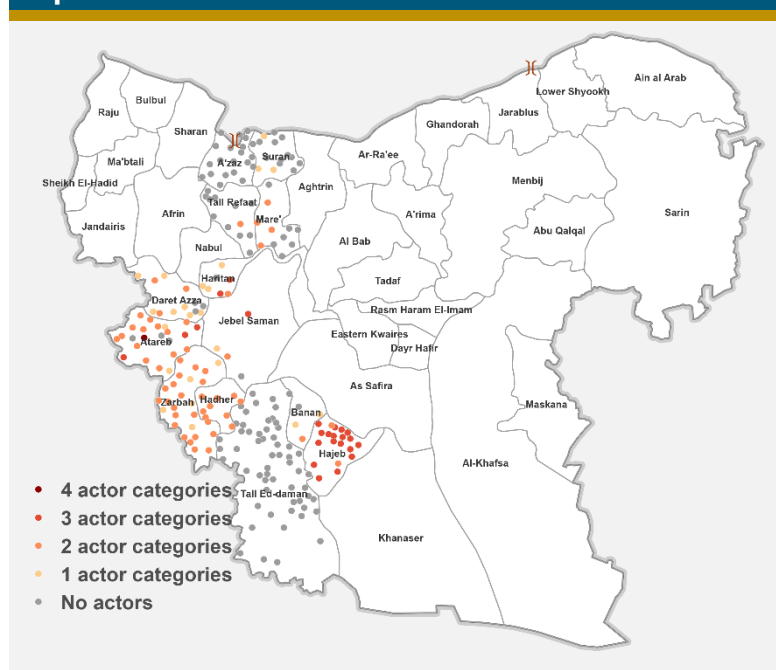 Ain al Arab
Lower Shyookh
Bulbul
Raju
Jarablus
Ghandorah
Sharan
Suran
A'zaz
Ar-Ra'ee
Ma'btali
Menbij
Sheikh El-Hadid
Aghtrin
Tall Refaat
Afrin
Sarin
A'rima
Mare'
Jandairis
Abu Qalqal
Al Bab
Nabul
Haritan
Tadaf
Daret Azza
Rasm Haram El-Imam
Jebel Saman
Eastern Kwaires
Atareb
Dayr Hafir
As Safira
Zarbah
Hadher
Maskana
Banan
Hajeb
Al-Khafsa
Tall Ed-daman
Khanaser
4 actor categories
3 actor categories
2 actor categories
1 actor categories
No actors